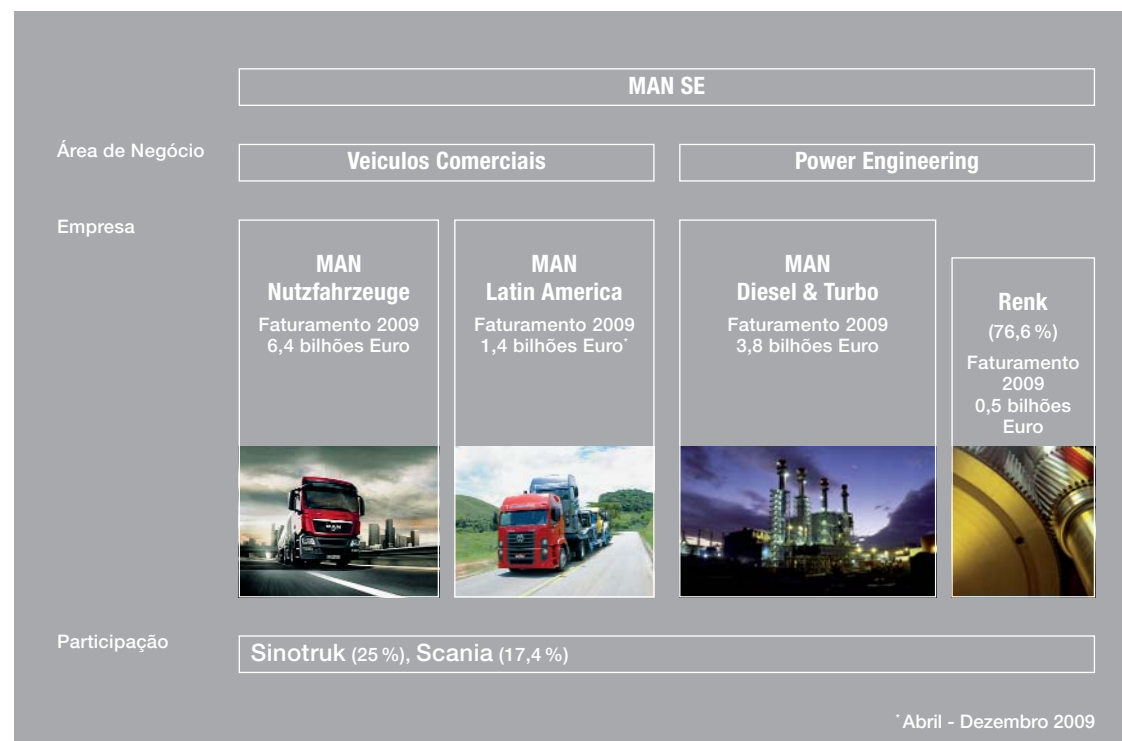 MAN SE
Área de Negócio
Veiculos Comerciais
Power Engineering
Empresa
MAN
Nutzfahrzeuge
Faturamento 2009
6,4 bilhões Euro
MAN
Latin America
Faturamento 2009
1,4 bilhões Euro*
MAN
Diesel & Turbo
Faturamento 2009
3,8 bilhões Euro
Renk
(76,6 %)
Faturamento
2009
0,5 bilhões
Euro
MAN
Participação
Sinotruk (25 %), Scania (17,4 %)
*Abril - Dezembro 2009